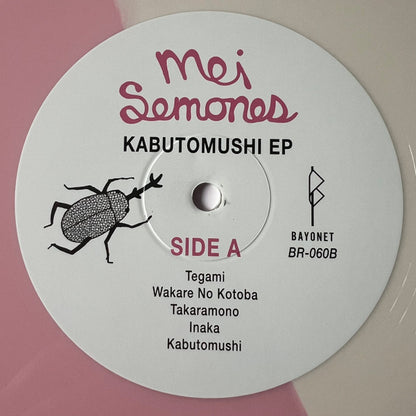 mei
Semones
KABUTOMUSHI EP
SIDE A
BAYONET
BR-060B
Tegami
Wakare No Kotoba
Takaramono
Inaka
Kabutomushi